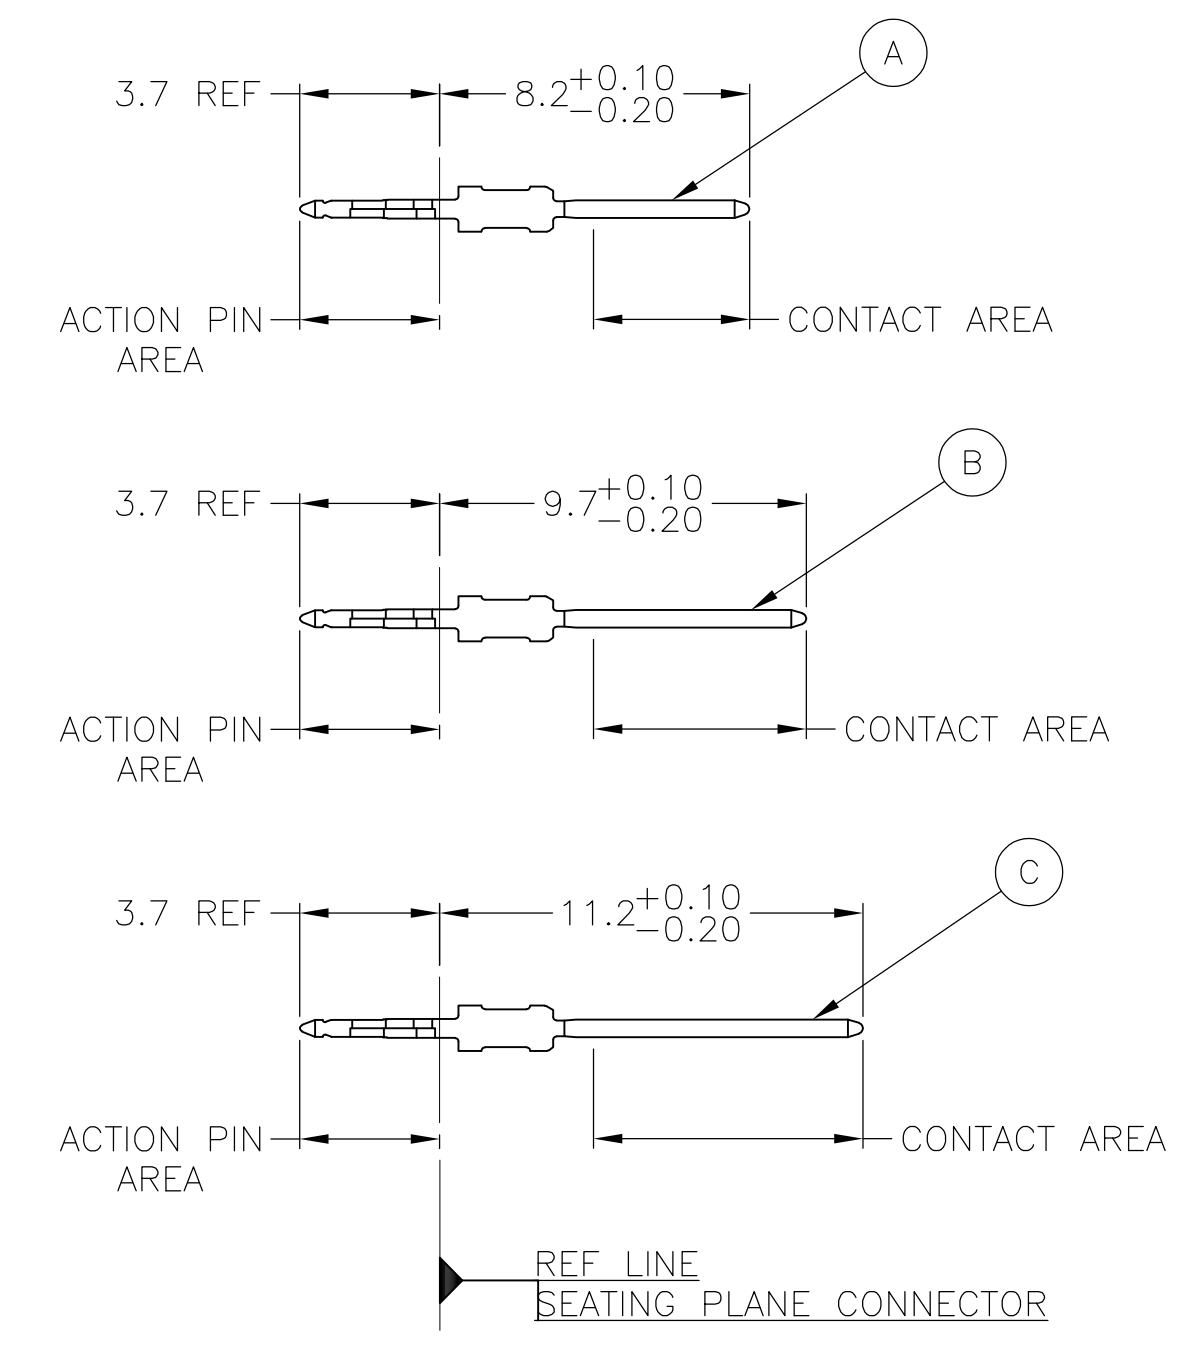 A
3.7 REF
8.2 +0.10
-0.20
ACTION PIN
AREA
CONTACT AREA
B
3.7 REF
9.7 +0.10
-0.20
ACTION PIN
AREA
CONTACT AREA
C
3.7 REF
11.2 +0.10
-0.20
ACTION PIN
AREA
CONTACT AREA
REF LINE
SEATING PLANE CONNECTOR